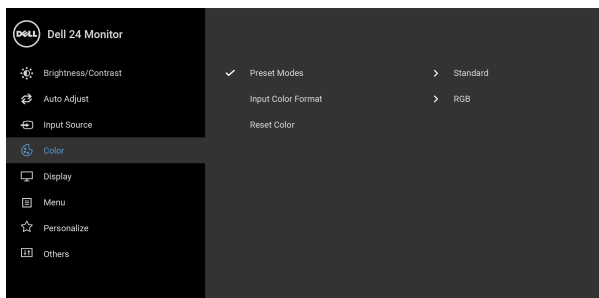 DELL Dell 24 Monitor
Brightness/Contrast
Auto Adjust
Input Source
Color
Display
Menu
Personalize
Others
Preset Modes Standard
Input Color Format RGB
Reset Color